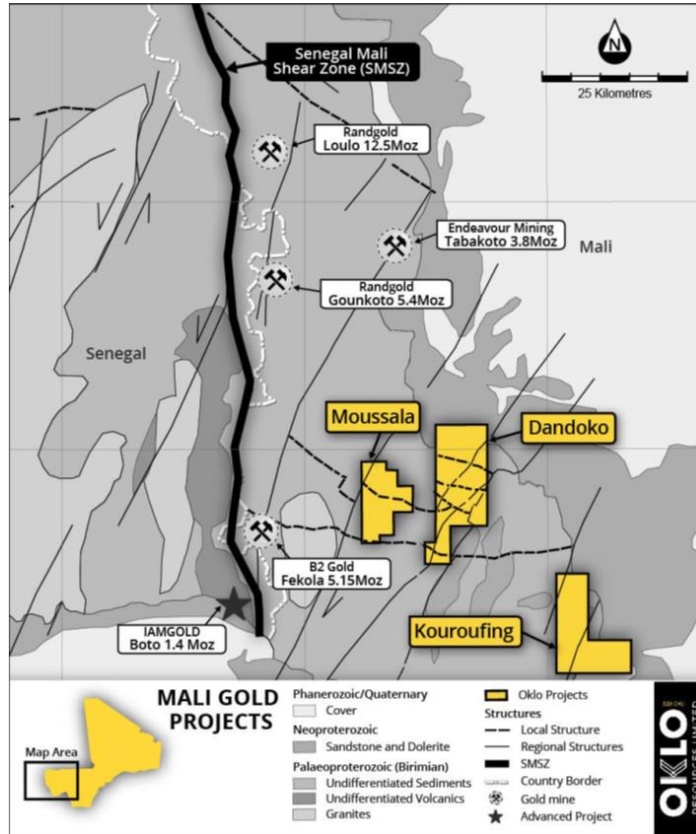 Senegal Mali
Shear Zone (SMSZ)
N
25 Kilometres
Randgold
Loulo 12.5Moz
Endeavour Mining
Tabakoto 3.8Moz
Mali
Randgold
Gounkoto 5.4Moz
Senegal
Moussala
Dandoko
B2 Gold
Fekola 5.15Moz
IAMGOLD
Boto 1.4 Moz
Kouroufing
MALI GOLD
PROJECTS
Map Area
Phanerozoic/Quaternary
Cover
Neoproterozoic
Sandstone and Dolerite
Palaeoproterozoic (Birimian)
Undifferentiated Sediments
Undifferentiated Volcanics
Granites
Oklo Projects
Structures
Local Structure
Regional Structures
SMSZ
Country Border
Gold mine
Advanced Project
OKLO
RESOURCES LIMITED